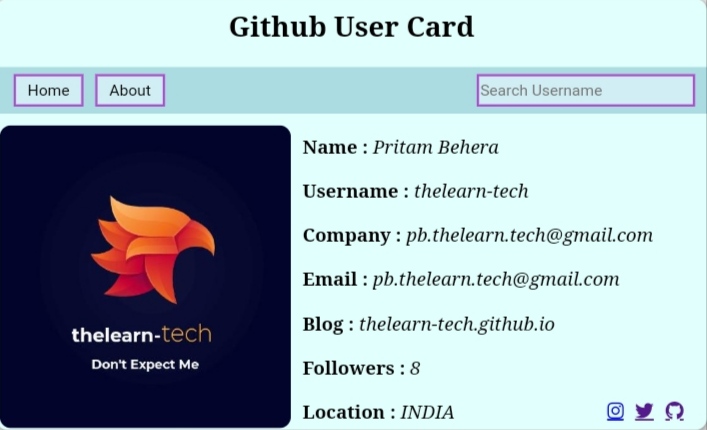 Github User Card
Home
About
Search Username
thelearn-tech
Don't Expect Me
Name : Pritam Behera
Username : thelearn-tech
Company : pb.thelearn.tech@gmail.com
Email : pb.thelearn.tech@gmail.com
Blog : thelearn-tech.github.io
Followers : 8
Location : INDIA